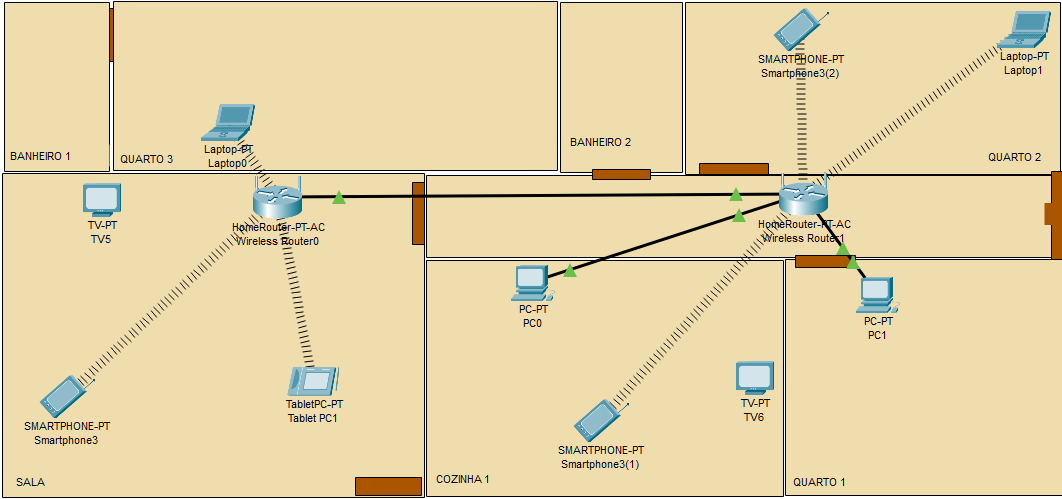 SMARTPHONE-PT
Smartphone3(2)
Laptop-PT
Laptop1
BANHEIRO 1
QUARTO 3
Laptop-PT
Laptop0
BANHEIRO 2
QUARTO 2
TV-PT
TV5
HomeRouter-PT-AC
Wireless Router0
HomeRouter-PT-AC
Wireless Router1
PC-PT
PC0
PC-PT
PC1
TabletPC-PT
Tablet PC1
SMARTPHONE-PT
Smartphone3
TV-PT
TV6
SMARTPHONE-PT
Smartphone3(1)
SALA
COZINHA 1
QUARTO 1